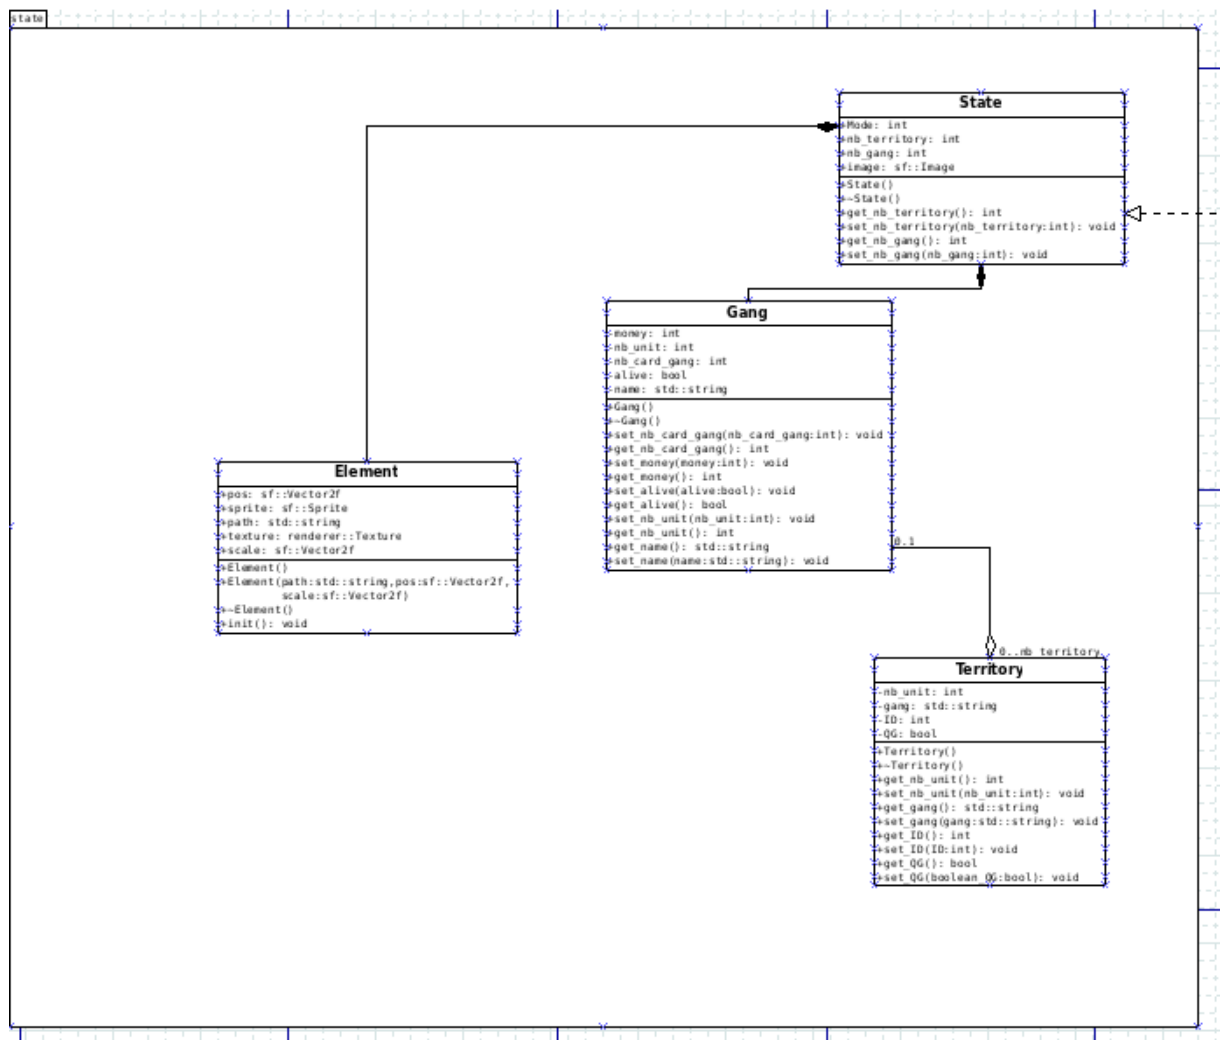 state
State
+Mode: int
+nb_territory: int
+nb_gang: int
+image: sf::Image
+State()
+~State()
+get_nb_territory(): int
+set_nb_territory(nb_territory:int): void
+get_nb_gang(): int
+set_nb_gang(nb_gang:int): void
Gang
-money: int
-nb_unit: int
-nb_card_gang: int
-alive: bool
-name: std::string
+Gang()
+~Gang()
+set_nb_card_gang(nb_card_gang:int): void
+get_nb_card_gang(): int
+set_money(money:int): void
+get_money(): int
+set_alive(alive:bool): void
+get_alive(): bool
+set_nb_unit(nb_unit:int): void
+get_nb_unit(): int
+get_name(): std::string
+set_name(name:std::string): void
Element
+pos: sf::Vector2f
+sprite: sf::Sprite
+path: std::string
+texture: renderer::Texture
+scale: sf::Vector2f
+Element()
+Element(path:std::string,pos:sf::Vector2f,
scale:sf::Vector2f)
+~Element()
+init(): void
0.1
0..nb_territory
Territory
-nb_unit: int
-gang: std::string
-ID: int
-QG: bool
+Territory()
+~Territory()
+get_nb_unit(): int
+set_nb_unit(nb_unit:int): void
+get_gang(): std::string
+set_gang(gang:std::string): void
+get_ID(): int
+set_ID(ID:int): void
+get_QG(): bool
+set_QG(boolean_QG:bool): void